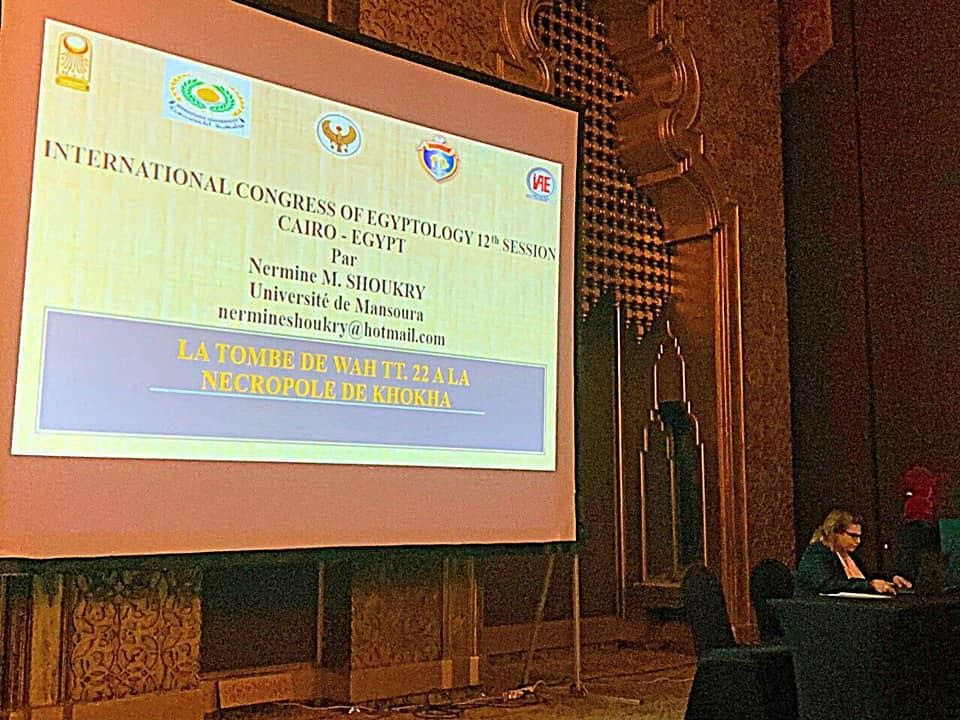 INTERNATIONAL CONGRESS OF EGYPTOLOGY 12th SESSION
CAIRO - EGYPT
Par
Nermine M. SHOUKRY
Université de Mansoura
nermineshoukry@hotmail.com
LA TOMBE DE WAH TT. 22 A LA
NECROPOLE DE KHOKHA